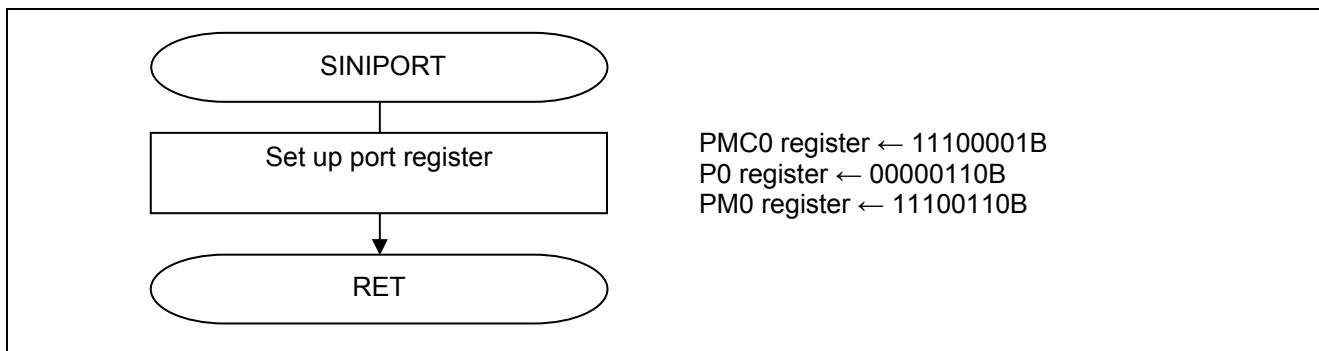 SINIPORT
Set up port register
PMC0 register ← 11100001B
P0 register ← 00000110B
PM0 register ← 11100110B
RET